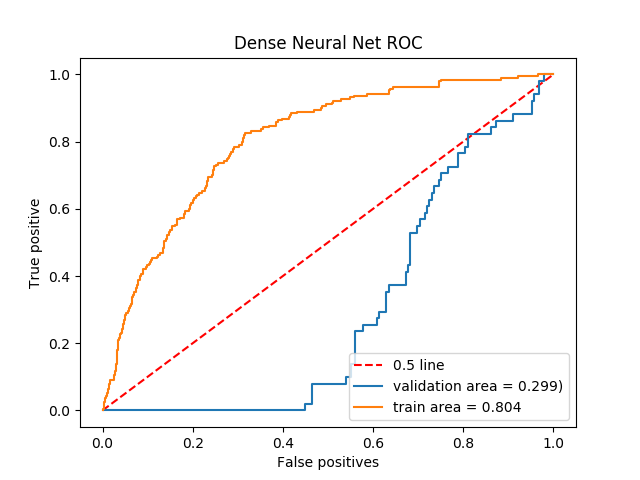 Dense Neural Net ROC
True positive
1.0
0.8
0.6
0.4
0.2
0.0
0.5 line
validation area = 0.299)
train area = 0.804
0.0 0.2 0.4 0.6 0.8 1.0
False positives